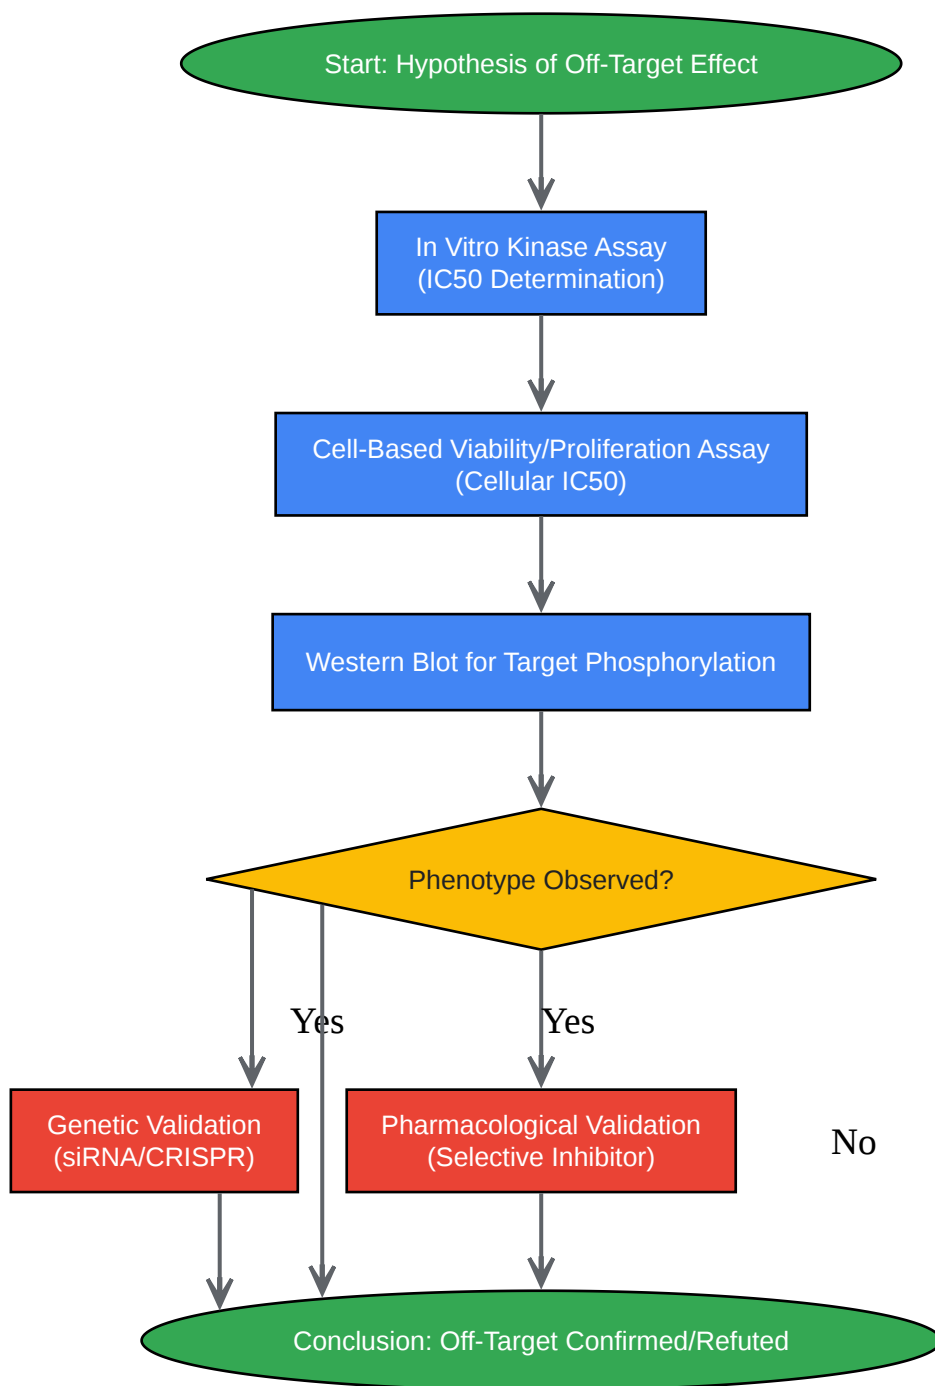 Start: Hypothesis of Off-Target Effect
In Vitro Kinase Assay
(IC50 Determination)
Cell-Based Viability/Proliferation Assay
(Cellular IC50)
Western Blot for Target Phosphorylation
Phenotype Observed?
Yes
Yes
Genetic Validation
(siRNA/CRISPR)
Pharmacological Validation
(Selective Inhibitor)
No
Conclusion: Off-Target Confirmed/Refuted